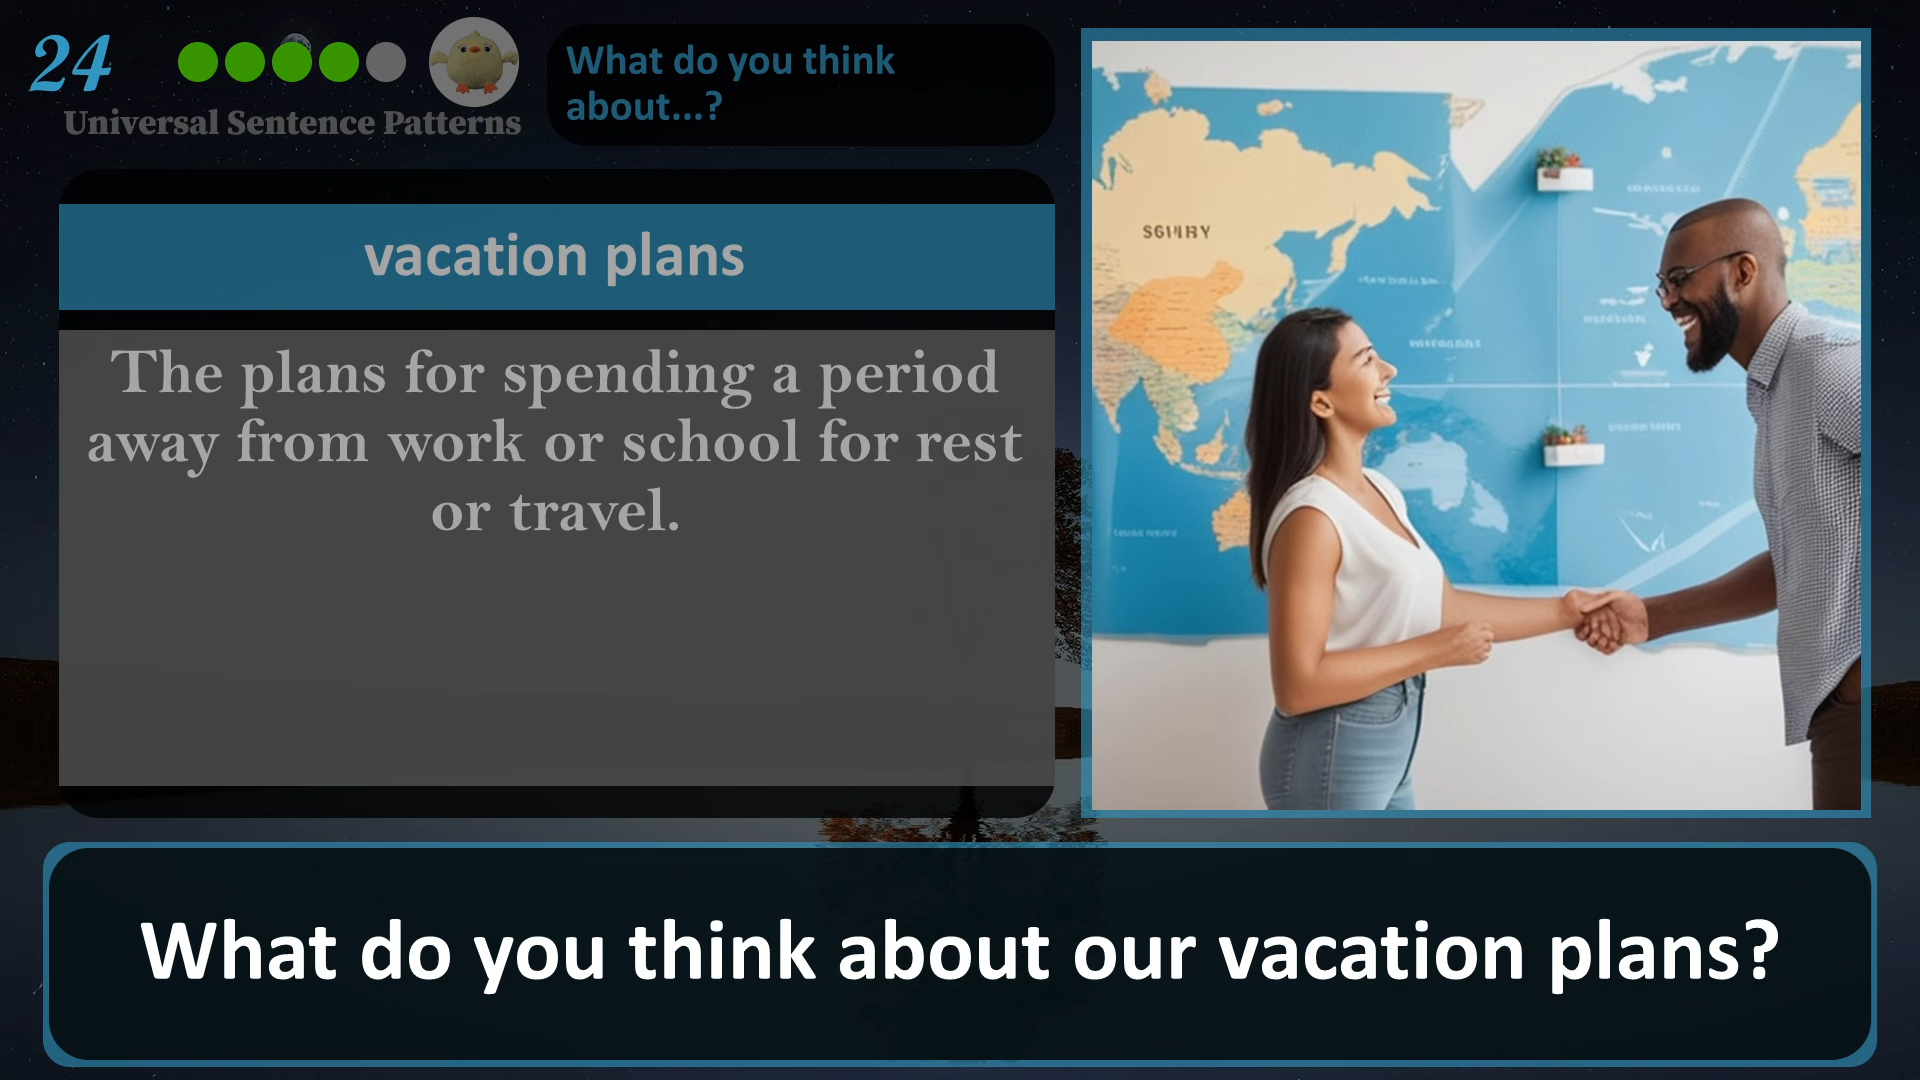 24
Universal Sentence Patterns
What do you think
about...?
vacation plans
The plans for spending a period
away from work or school for rest
or travel.
SGIIRY
What do you think about our vacation plans?